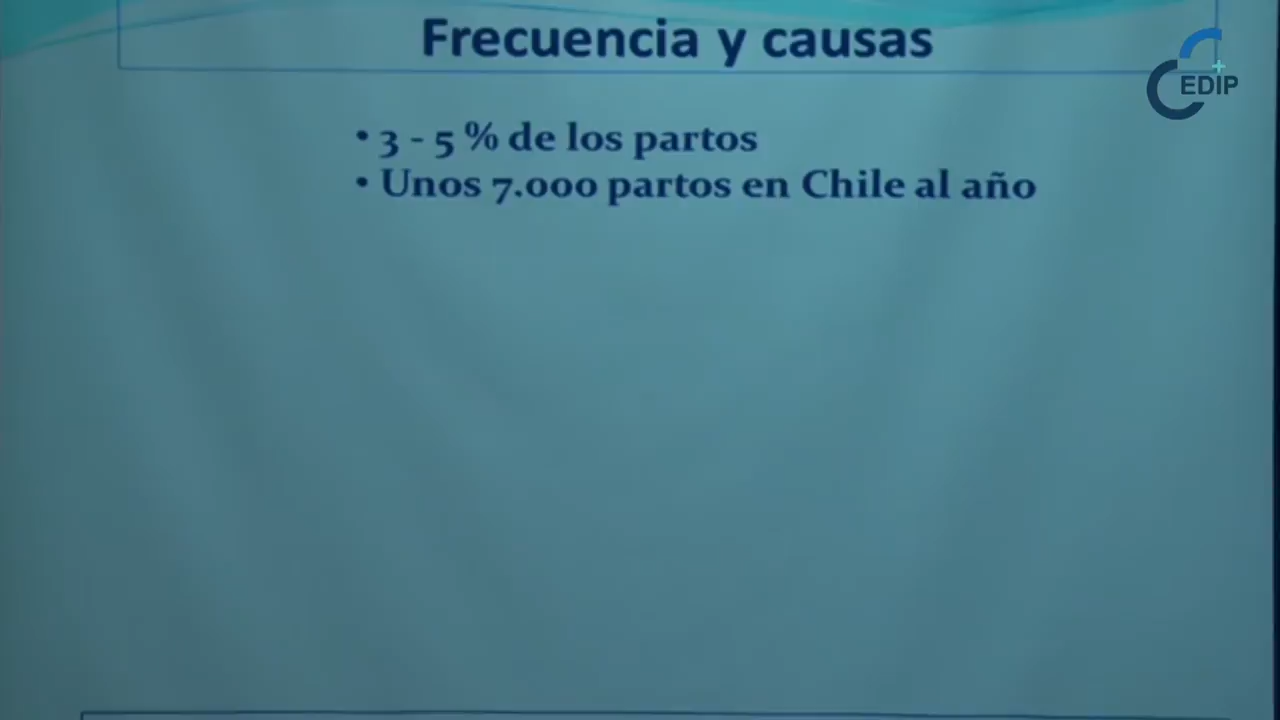 Frecuencia y causas
EDIP
• 3 - 5 % de los partos
• Unos 7.000 partos en Chile al año